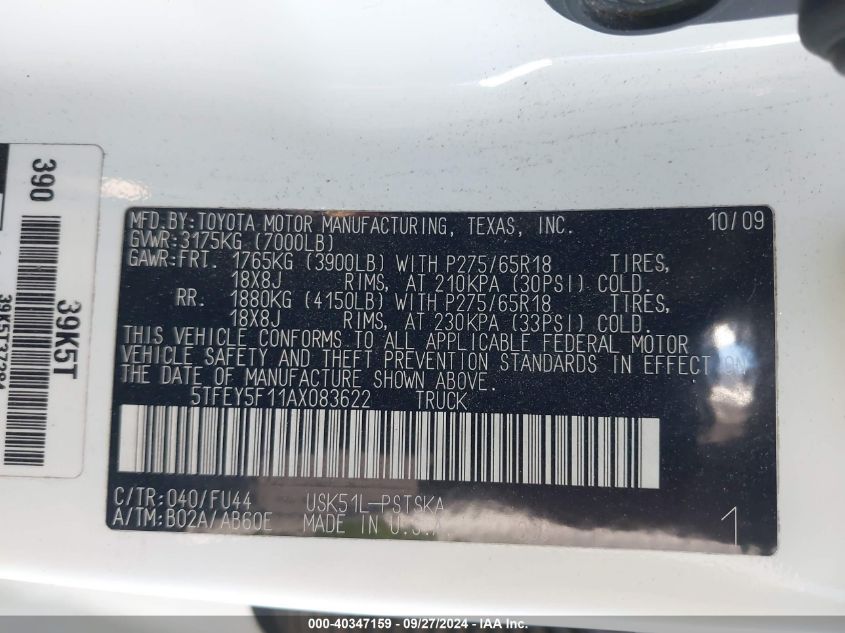 MFD.BY:TOYOTA MOTOR MANUFACTURING, TEXAS, INC. 10/09
GVWR:3175KG (7000LB)
GAWR:FRT. 1765KG (3900LB) WITH P275/65R18 TIRES,
18X8J RIMS, AT 210KPA (30PSI) COLD.
RR. 1880KG (4150LB) WITH P275/65R18 TIRES,
18X8J RIMS, AT 230KPA (33PSI) COLD.
THIS VEHICLE CONFORMS TO ALL APPLICABLE FEDERAL MOTOR
VEHICLE SAFETY AND THEFT PREVENTION STANDARDS IN EFFECT ON
THE DATE OF MANUFACTURE SHOWN ABOVE.
5TFEY5F11AX083622 TRUCK
C/TR:040/FU44 USK51L-PSTSKA
A/TM:B02A/AB60E MADE IN U.S.A.
1
390
39K5T
000-40347159 - 09/27/2024 - IAA Inc.